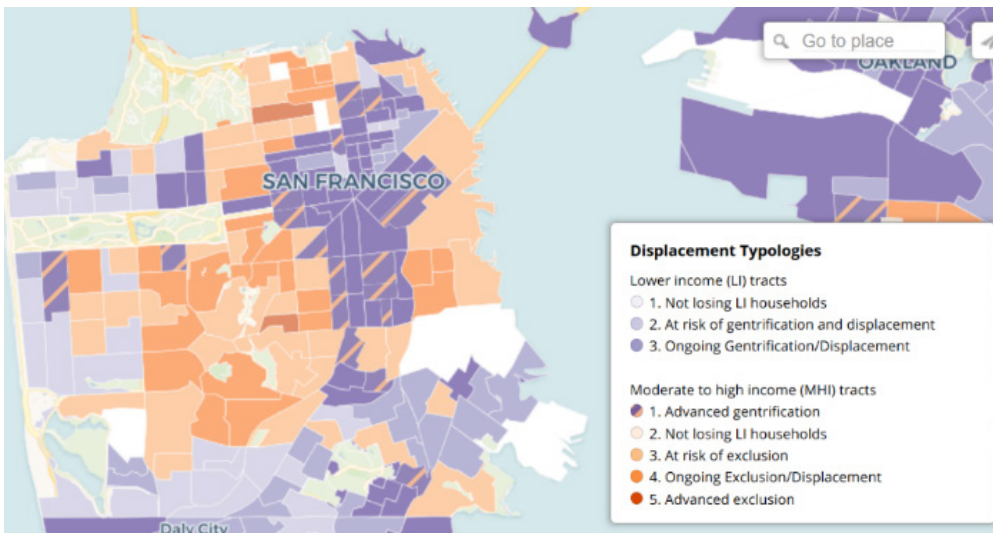 Go to place
OAKLAND
SAN FRANCISCO
Displacement Typologies
Lower income (LI) tracts
1. Not losing LI households
2. At risk of gentrification and displacement
3. Ongoing Gentrification/Displacement
Moderate to high income (MHI) tracts
1. Advanced gentrification
2. Not losing LI households
3. At risk of exclusion
4. Ongoing Exclusion/Displacement
5. Advanced exclusion
Daly City